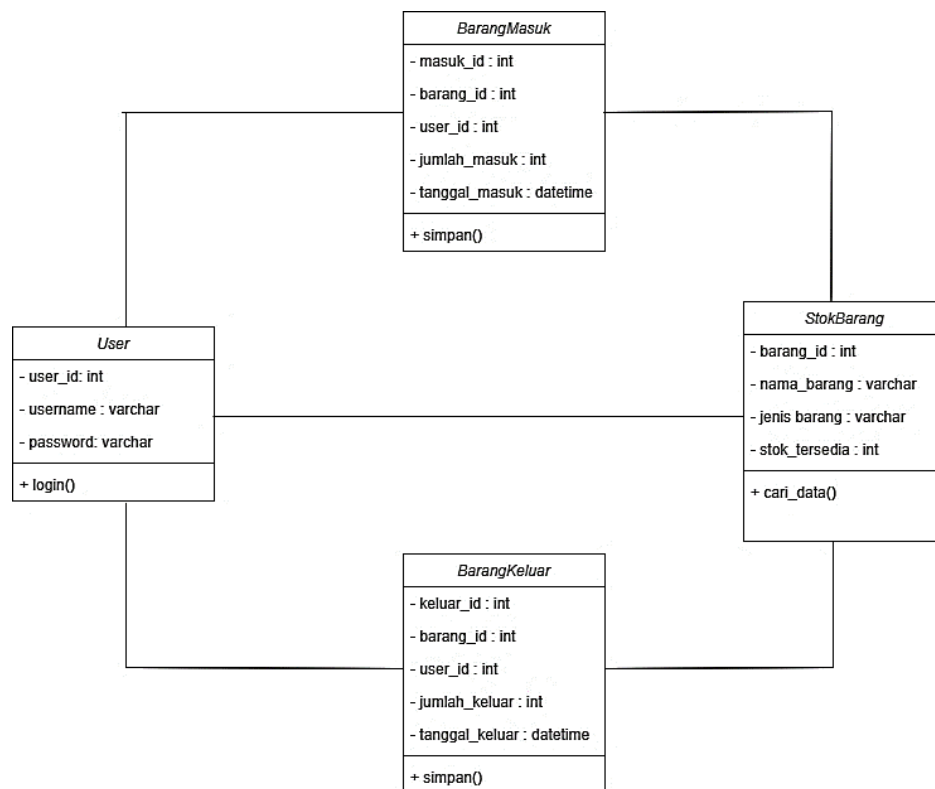 BarangMasuk
- masuk_id : int
- barang_id : int
- user_id : int
- jumlah_masuk : int
- tanggal_masuk : datetime
+ simpan()
User
- user_id: int
- username : varchar
- password: varchar
+ login()
StokBarang
- barang_id : int
- nama_barang : varchar
- jenis barang : varchar
- stok_tersedia : int
+ cari_data()
BarangKeluar
- keluar_id : int
- barang_id : int
- user_id : int
- jumlah_keluar : int
- tanggal_keluar : datetime
+ simpan()